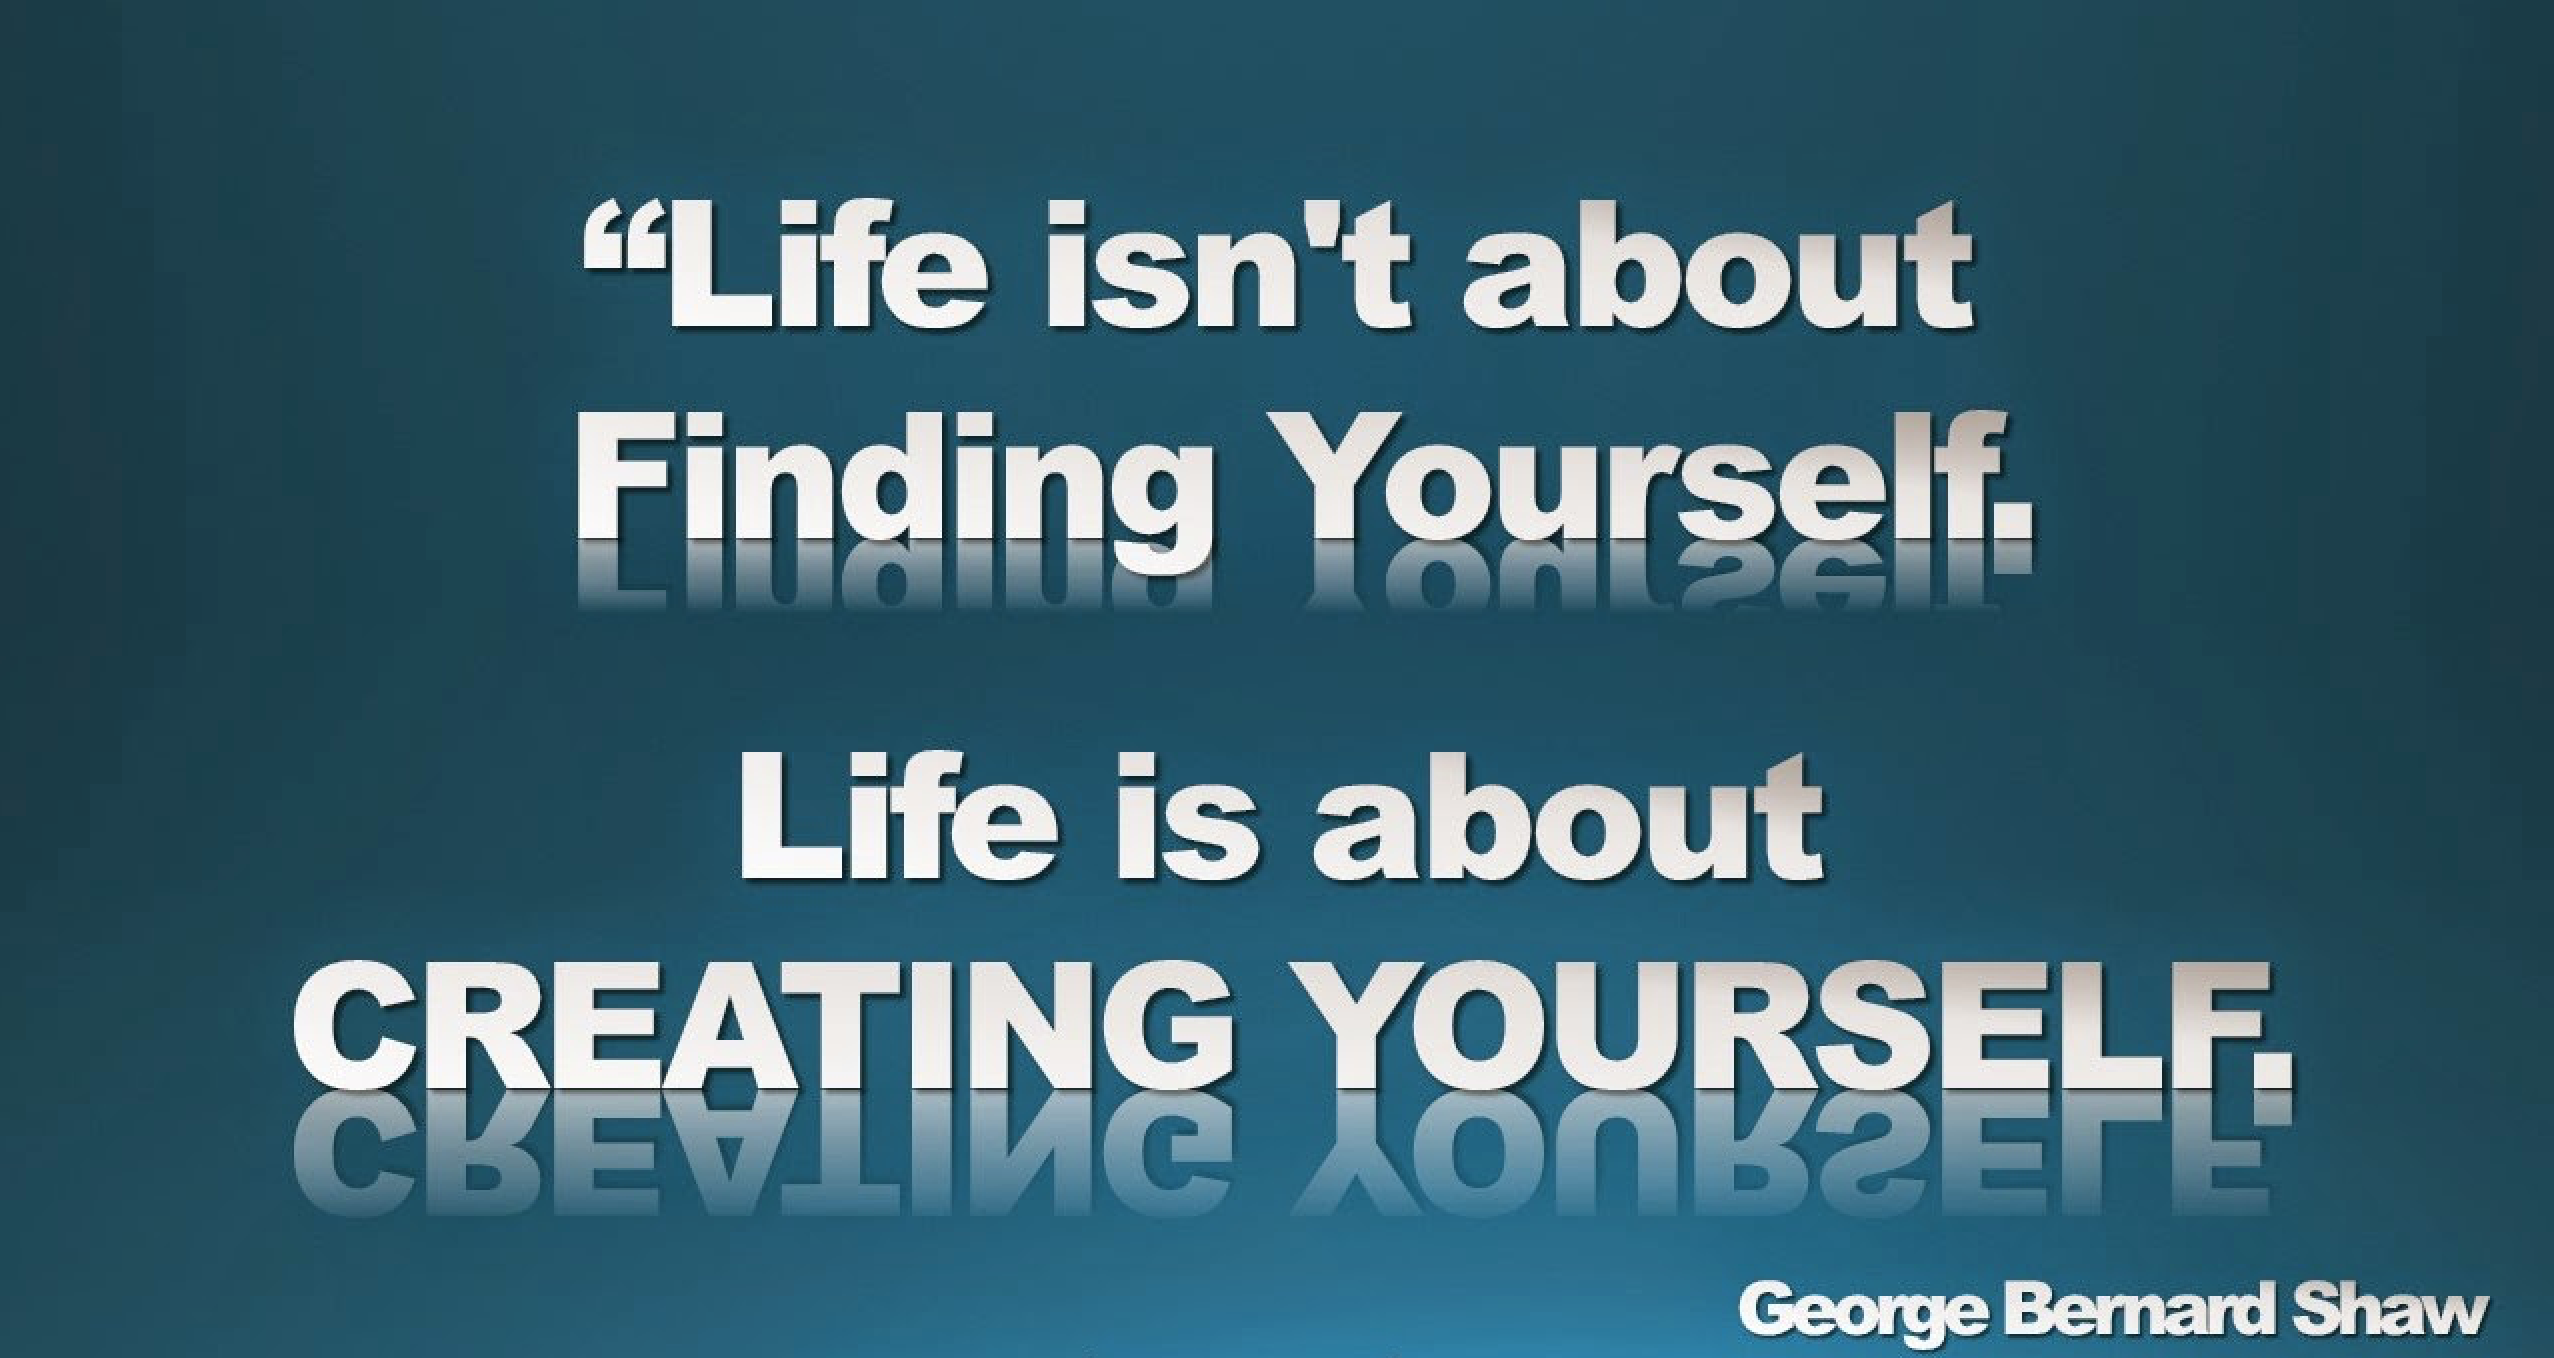 “Life isn't about
Finding Yourself.
Life is about
CREATING YOURSELF.
George Bernard Shaw